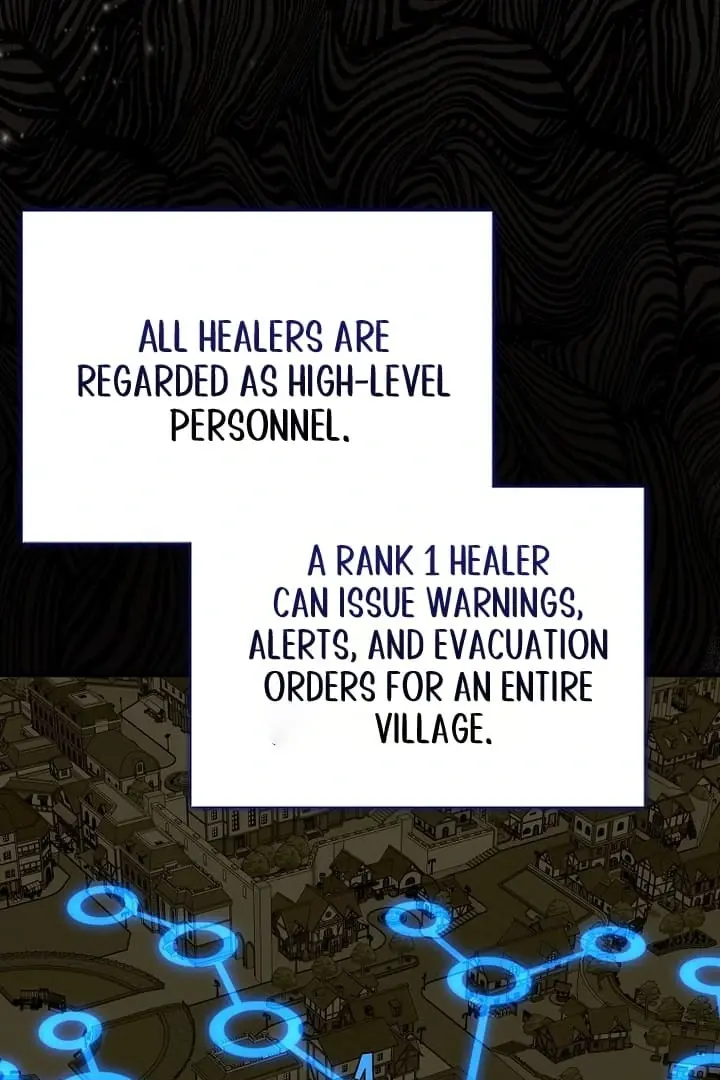 ALL HEALERS ARE
REGARDED AS HIGH-LEVEL
PERSONNEL.
A RANK 1 HEALER
CAN ISSUE WARNINGS,
ALERTS, AND EVACUATION
ORDERS FOR AN ENTIRE
VILLAGE.